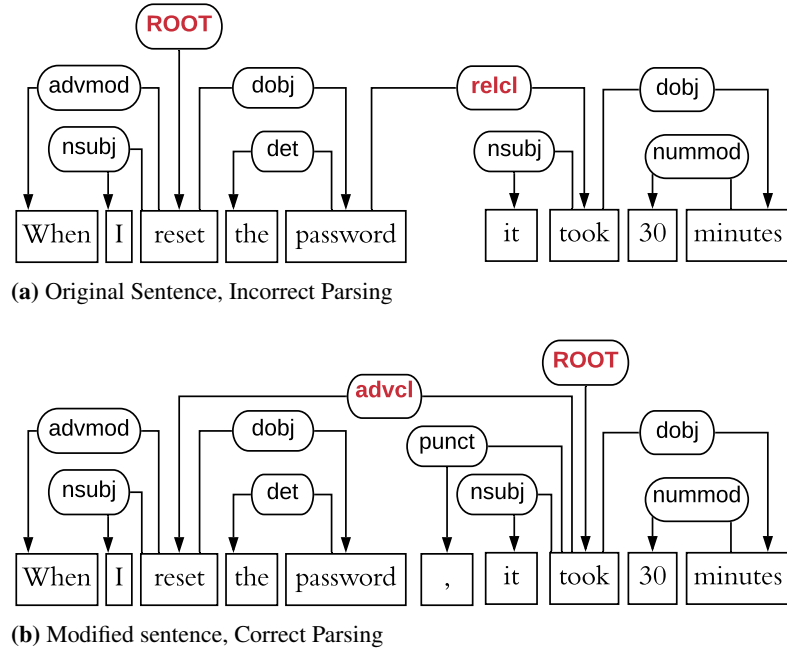 ROOT
advmod dobj relcl dobj
nsubj det nsubj nummod
When I reset the password it took 30 minutes
(a) Original Sentence, Incorrect Parsing
ROOT
advcl
advmod dobj punct dobj
nsubj det nsubj nummod
When I reset the password , it took 30 minutes
(b) Modified sentence, Correct Parsing